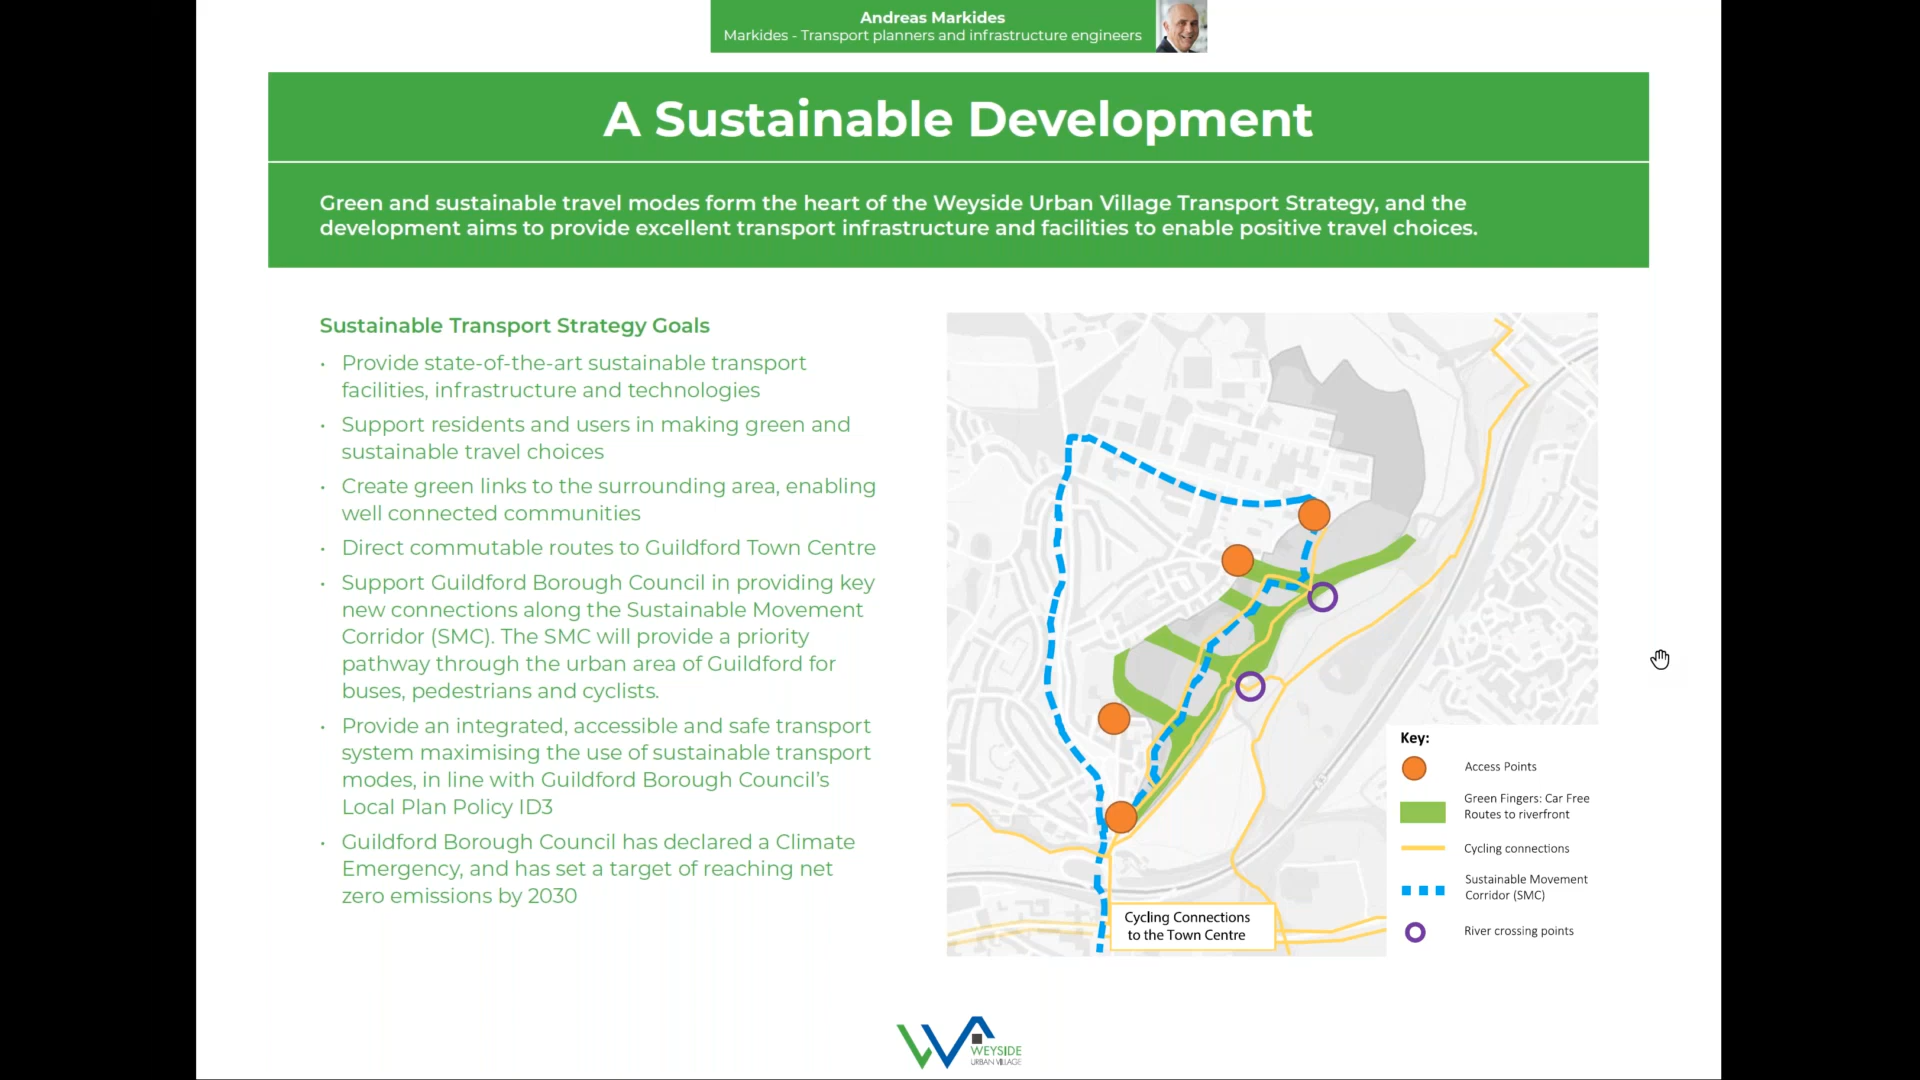 Andreas Markides
Markides - Transport planners and infrastructure engineers
A Sustainable Development
Green and sustainable travel modes form the heart of the Weyside Urban Village Transport Strategy, and the
development aims to provide excellent transport infrastructure and facilities to enable positive travel choices.
Sustainable Transport Strategy Goals
• Provide state-of-the-art sustainable transport
facilities, infrastructure and technologies
• Support residents and users in making green and
sustainable travel choices
• Create green links to the surrounding area, enabling
well connected communities
• Direct commutable routes to Guildford Town Centre
• Support Guildford Borough Council in providing key
new connections along the Sustainable Movement
Corridor (SMC). The SMC will provide a priority
pathway through the urban area of Guildford for
buses, pedestrians and cyclists.
• Provide an integrated, accessible and safe transport
system maximising the use of sustainable transport
modes, in line with Guildford Borough Council’s
Local Plan Policy ID3
• Guildford Borough Council has declared a Climate
Emergency, and has set a target of reaching net
zero emissions by 2030
Cycling Connections
to the Town Centre
Key:
Access Points
Green Fingers: Car Free
Routes to riverfront
Cycling connections
Sustainable Movement
Corridor (SMC)
River crossing points
WEYSIDE
URBAN VILLAGE